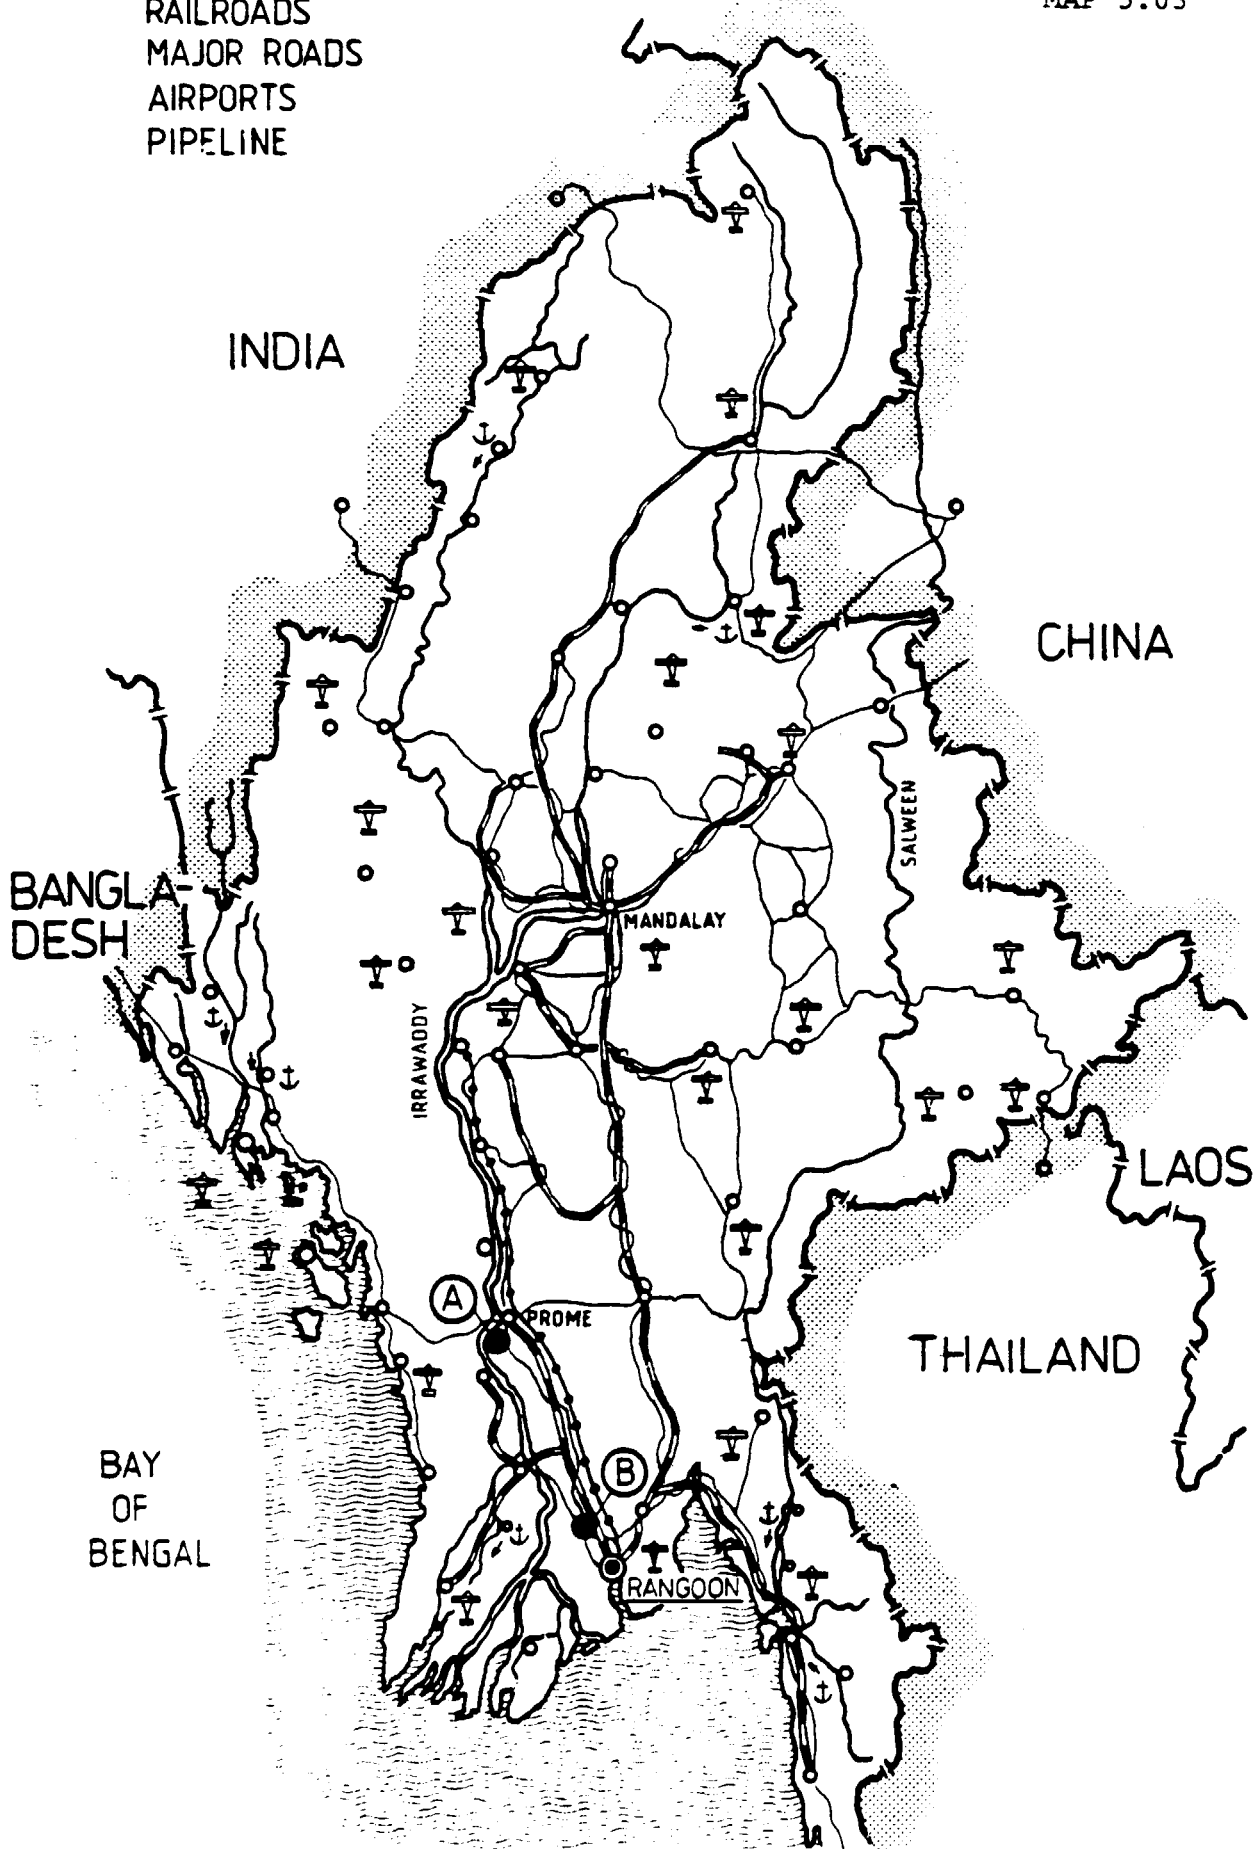 RAILROADS
MAJOR ROADS
AIRPORTS
PIPELINE
INDIA
CHINA
SALWEEN
BANGLA
DESH
MANDALAY
IRRAWADDY
LAOS
A
PROME
THAILAND
BAY
OF
BENGAL
B
RANGOON